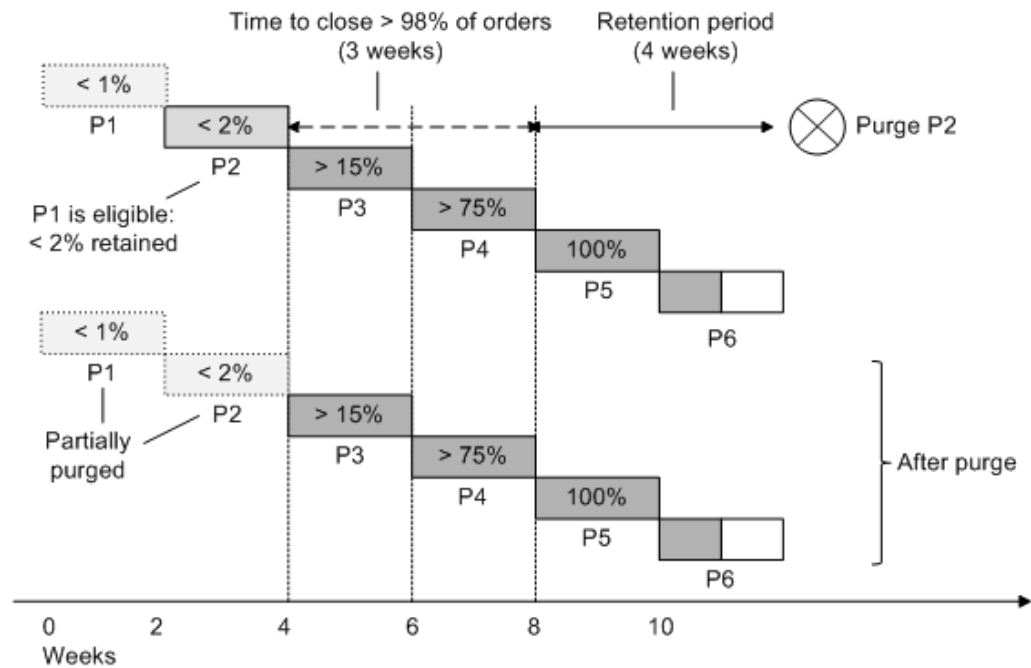 Time to close > 98% of orders
(3 weeks)
Retention period
(4 weeks)
< 1%
P1
< 2%
P2
Purge P2
> 15%
P3
P1 is eligible:
< 2% retained
> 75%
P4
100%
P5
P6
< 1%
P1
< 2%
P2
Partially
purged
> 15%
P3
> 75%
P4
After purge
100%
P5
P6
0 2 4 6 8 10
Weeks